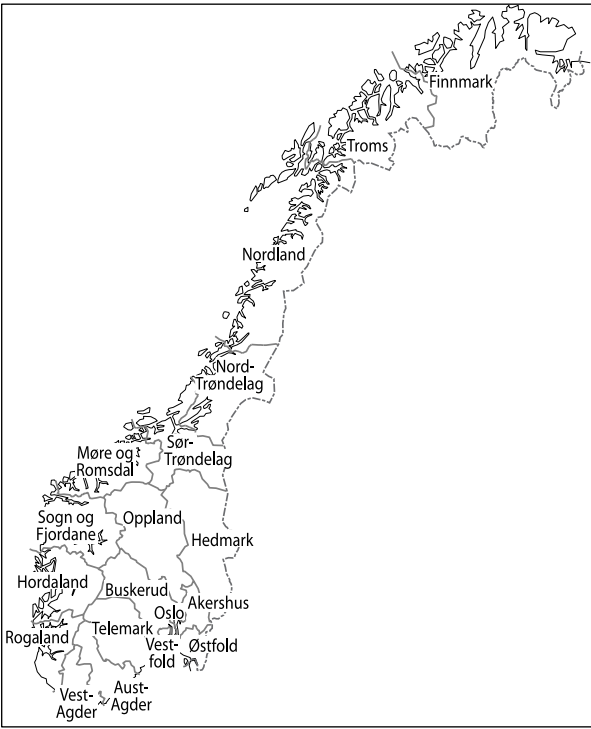 Finnmark
Troms
Nordland
Nord-
Trøndelag
Sør-
Trøndelag
Møre og
Romsdal
Oppland
Sogn og
Fjordane
Hedmark
Hordaland
Buskerud
Akershus
Oslo
Telemark
Rogaland
Vest-
fold
Østfold
Aust-
Agder
Vest-
Agder